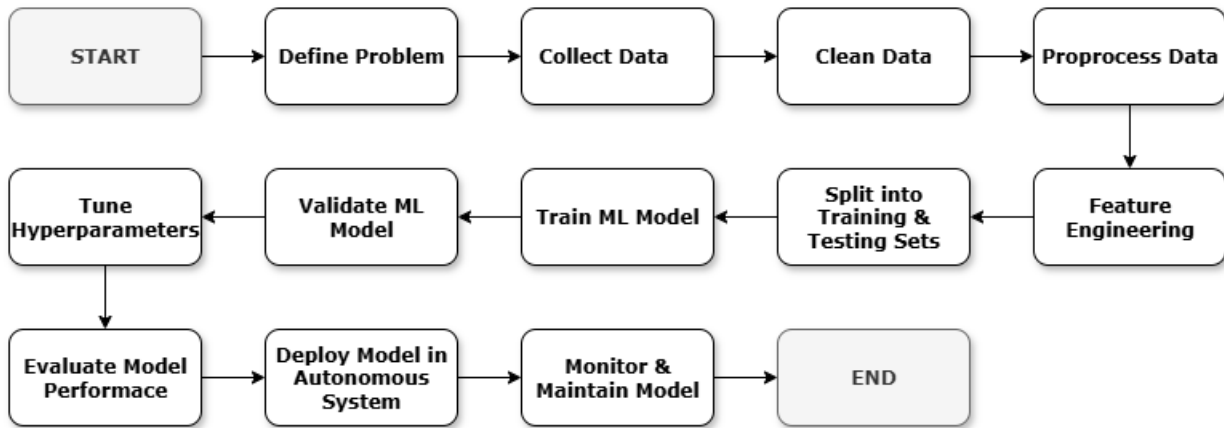 START
Define Problem
Collect Data
Clean Data
Proprocess Data
Feature
Engineering
Split into
Training &
Testing Sets
Train ML Model
Validate ML
Model
Tune
Hyperparameters
Evaluate Model
Performace
Deploy Model in
Autonomous
System
Monitor &
Maintain Model
END